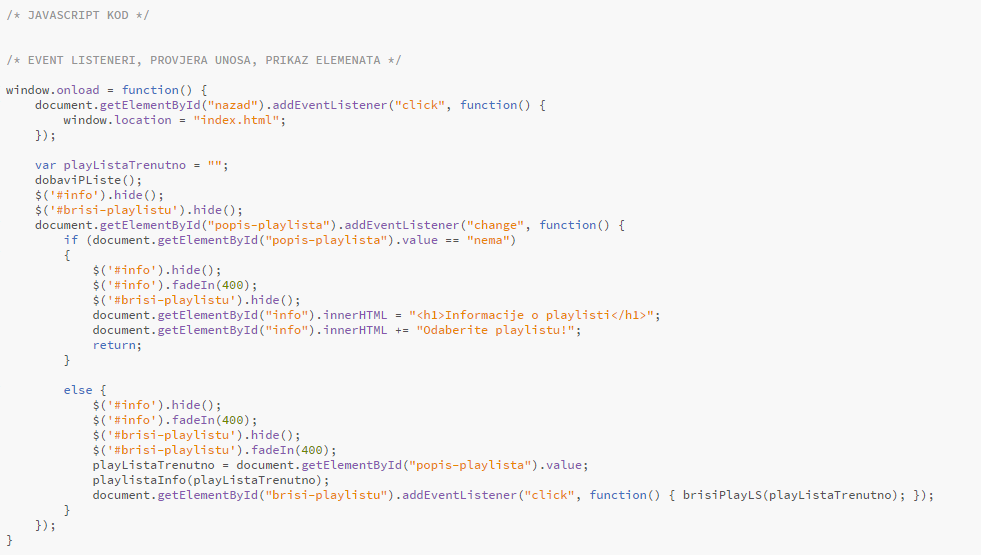 /* JAVASCRIPT KOD */
/* EVENT LISTENERI, PROVJERA UNOSA, PRIKAZ ELEMENATA */
window.onload = function() {
    document.getElementById("nazad").addEventListener("click", function() {
        window.location = "index.html";
    });
    var playListaTrenutno = "";
    dobaviPListe();
    $('#info').hide();
    $('#brisi-playlistu').hide();
    document.getElementById("popis-playlista").addEventListener("change", function() {
        if (document.getElementById("popis-playlista").value == "nema")
        {
            $('#info').hide();
            $('#info').fadeIn(400);
            $('#brisi-playlistu').hide();
            document.getElementById("info").innerHTML = "<h1>Informacije o playlisti</h1>";
            document.getElementById("info").innerHTML += "Odaberite playlistu!";
            return;
        }
        else {
            $('#info').hide();
            $('#info').fadeIn(400);
            $('#brisi-playlistu').hide();
            $('#brisi-playlistu').fadeIn(400);
            playListaTrenutno = document.getElementById("popis-playlista").value;
            playlistaInfo(playListaTrenutno);
            document.getElementById("brisi-playlistu").addEventListener("click", function() { brisiPlayLS(playListaTrenutno); });
        }
    });
}